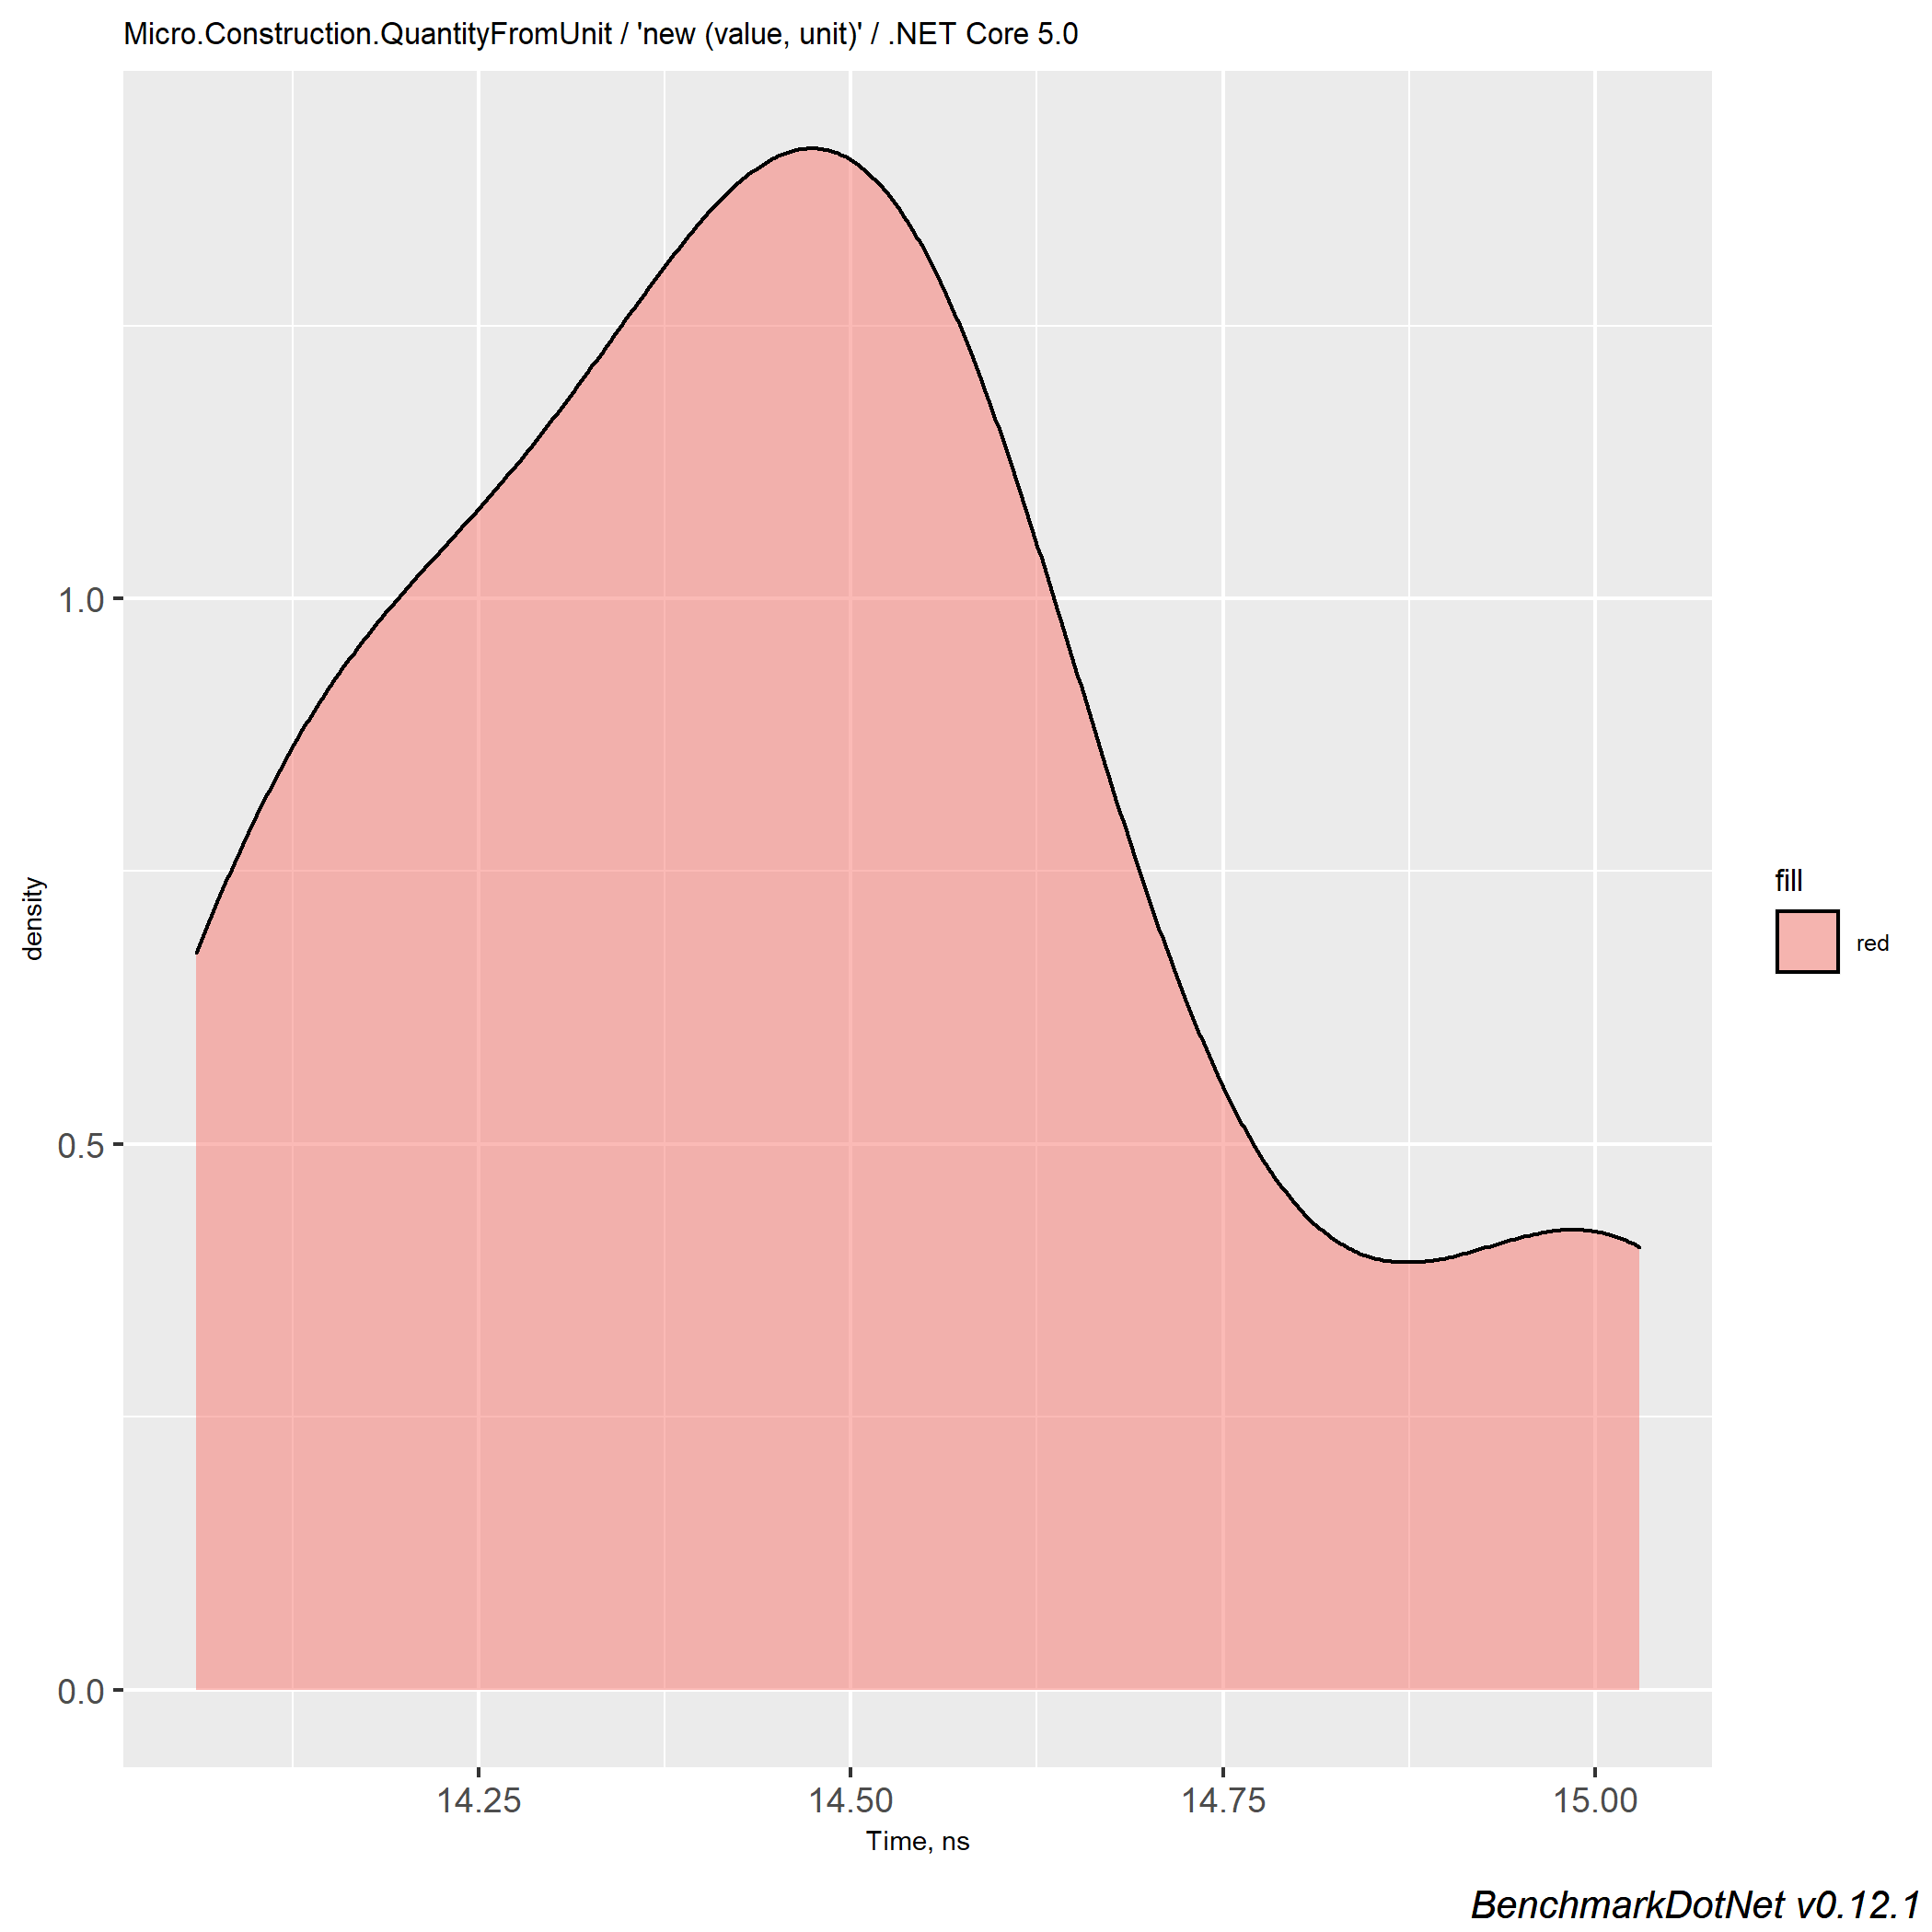 Micro.Construction.QuantityFromUnit / 'new (value, unit)' / .NET Core 5.0
1.0
0.5
0.0
density
14.25 14.50 14.75 15.00
Time, ns
fill
red
BenchmarkDotNet v0.12.1